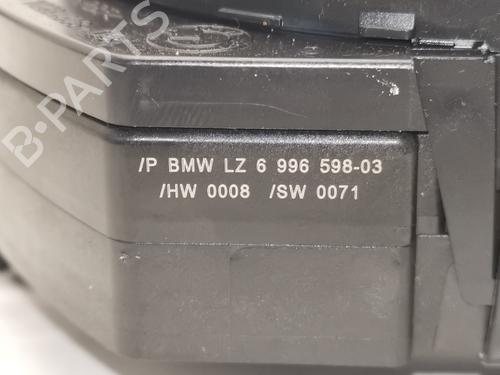 B-PARTS
/P BMW LZ 6 996 598-03
/HW 0008 /SW 0071